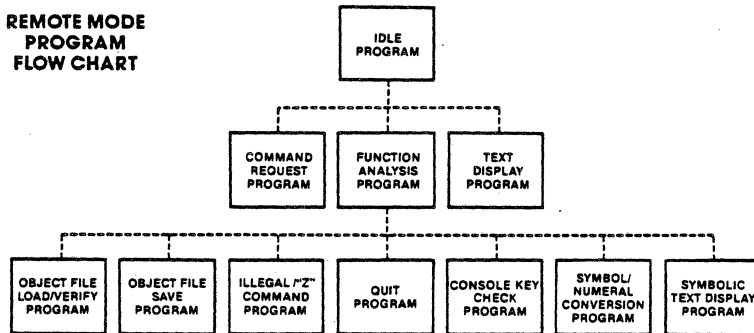 REMOTE MODE
PROGRAM
FLOW CHART
IDLE
PROGRAM
COMMAND
REQUEST
PROGRAM
FUNCTION
ANALYSIS
PROGRAM
TEXT
DISPLAY
PROGRAM
OBJECT FILE
LOAD/VERIFY
PROGRAM
OBJECT FILE
SAVE
PROGRAM
ILLEGAL/"Z"
COMMAND
PROGRAM
QUIT
PROGRAM
CONSOLE KEY
CHECK
PROGRAM
SYMBOL/
NUMERAL
CONVERSION
PROGRAM
SYMBOLIC
TEXT DISPLAY
PROGRAM